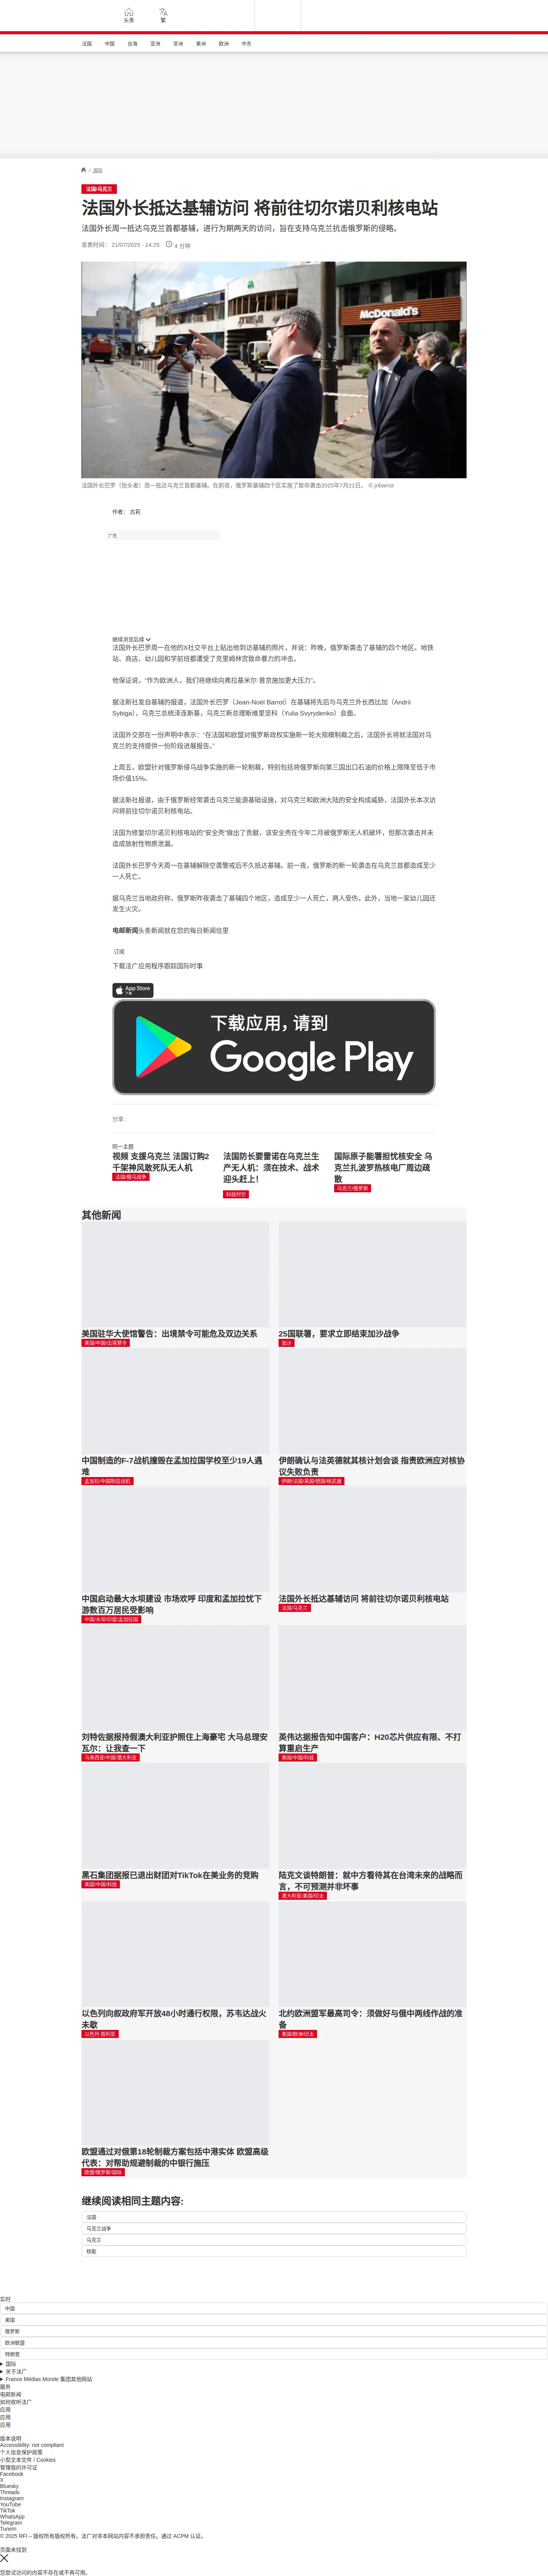 头条
繁
法国
中国
台海
亚洲
非洲
美洲
欧洲
中东
/ 国际
法国/乌克兰
法国外长抵达基辅访问 将前往切尔诺贝利核电站
法国外长周一抵达乌克兰首都基辅，进行为期两天的访问，旨在支持乌克兰抗击俄罗斯的侵略。
发表时间： 21/07/2025 - 14:25
4 分钟
McDonald's
法国外长巴罗（抬头者）周一抵达乌克兰首都基辅。在前夜，俄罗斯基辅四个区实施了致命袭击2025年7月21日。 © jnbarrot
作者： 古莉
广告
继续浏览后续
法国外长巴罗周一在他的X社交平台上贴出他到访基辅的照片，并说：昨晚，俄罗斯袭击了基辅的四个地区。地铁
站、商店、幼儿园和学前班都遭受了克里姆林宫致命暴力的冲击。
他保证说，“作为欧洲人，我们将继续向弗拉基米尔·普京施加更大压力”。
据法新社发自基辅的报道，法国外长巴罗（Jean-Noël Barrot）在基辅将先后与乌克兰外长西比加（Andrii
Sybiga），乌克兰总统泽连斯基，乌克兰新总理斯维里坚科（Yulia Svyrydenko）会面。
法国外交部在一份声明中表示：“在法国和欧盟对俄罗斯政权实施新一轮大规模制裁之后，法国外长将就法国对乌
克兰的支持提供一份阶段进展报告。”
上周五，欧盟针对俄罗斯侵乌战争实施的新一轮制裁，特别包括将俄罗斯向第三国出口石油的价格上限降至低于市
场价值15%。
据法新社报道，由于俄罗斯经常袭击乌克兰能源基础设施，对乌克兰和欧洲大陆的安全构成威胁，法国外长本次访
问将前往切尔诺贝利核电站。
法国为修复切尔诺贝利核电站的“安全壳”做出了贡献，该安全壳在今年二月被俄罗斯无人机破坏，但那次袭击并未
造成放射性物质泄漏。
法国外长巴罗今天周一在基辅解除空袭警戒后不久抵达基辅。前一夜，俄罗斯的新一轮袭击在乌克兰首都造成至少
一人死亡。
据乌克兰当地政府称，俄罗斯昨夜袭击了基辅四个地区，造成至少一人死亡，两人受伤，此外，当地一家幼儿园还
发生火灾。
电邮新闻头条新闻就在您的每日新闻信里
订阅
下载法广应用程序跟踪国际时事
App Store
下载
下载应用，请到
Google Play
分享 :
同一主题
视频 支援乌克兰 法国订购2
千架神风敢死队无人机
法国/俄乌战争
法国防长要雷诺在乌克兰生
产无人机：须在技术、战术
迎头赶上！
科技时空
国际原子能署担忧核安全 乌
克兰扎波罗热核电厂周边疏
散
乌克兰/俄罗斯
其他新闻
美国驻华大使馆警告：出境禁令可能危及双边关系
美国/中国/出境禁令
25国联署，要求立即结束加沙战争
加沙
中国制造的F-7战机撞毁在孟加拉国学校至少19人遇
难
孟加拉/中国制造战机
伊朗确认与法英德就其核计划会谈 指责欧洲应对核协
议失败负责
伊朗/法国/英国/德国/核武器
中国启动最大水坝建设 市场欢呼 印度和孟加拉忧下
游数百万居民受影响
中国/水坝/印度/孟加拉国
法国外长抵达基辅访问 将前往切尔诺贝利核电站
法国/乌克兰
刘特佐据报持假澳大利亚护照住上海豪宅 大马总理安
瓦尔：让我查一下
马来西亚/中国/澳大利亚
英伟达据报告知中国客户：H20芯片供应有限、不打
算重启生产
美国/中国/科技
黑石集团据报已退出财团对TikTok在美业务的竞购
美国/中国/科技
陆克文谈特朗普：就中方看待其在台湾未来的战略而
言，不可预测并非坏事
澳大利亚/美国/印太
以色列向叙政府军开放48小时通行权限，苏韦达战火
未歇
以色列 叙利亚
北约欧洲盟军最高司令：须做好与俄中两线作战的准
备
美国/欧洲/印太
欧盟通过对俄第18轮制裁方案包括中港实体 欧盟高级
代表：对帮助规避制裁的中银行施压
欧盟/俄罗斯/国际
继续阅读相同主题内容:
法国
乌克兰战争
乌克兰
核能
实时
中国
美国
俄罗斯
欧洲联盟
特朗普
国际
关于法广
France Médias Monde 集团其他网站
服务
电邮新闻
如何收听法广
应用
应用
应用
版本说明
Accessibility: not compliant
个人信息保护政策
小型文本文件 / Cookies
管理我的许可证
Facebook
X
Bluesky
Threads
Instagram
YouTube
TikTok
WhatsApp
Telegram
TuneIn
© 2025 RFI – 版权所有版权所有。法广对非本网站内容不承担责任。通过 ACPM 认证。
页面未找到
您尝试访问的内容不存在或不再可用。